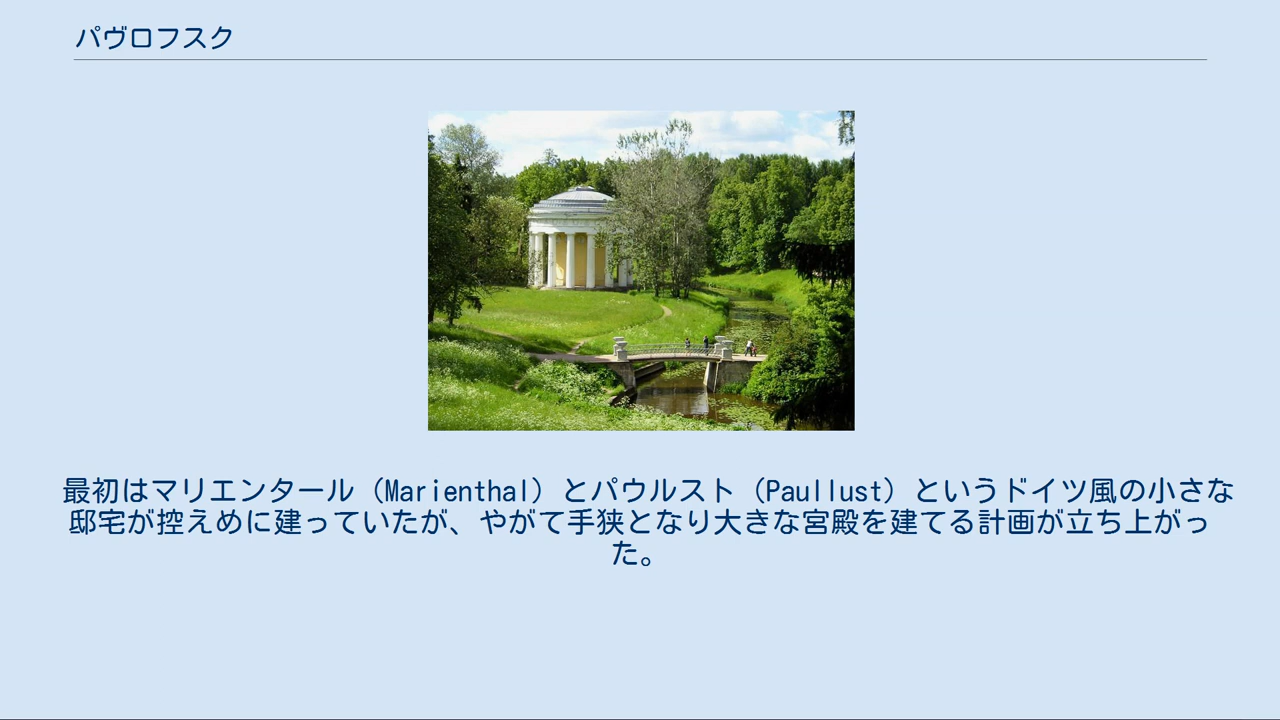 パヴロフスク
最初はマリエンタール（Marienthal）とパウルスト（Paullust）というドイツ風の小さな
邸宅が控えめに建っていたが、やがて手狭となり大きな宮殿を建てる計画が立ち上がっ
た。